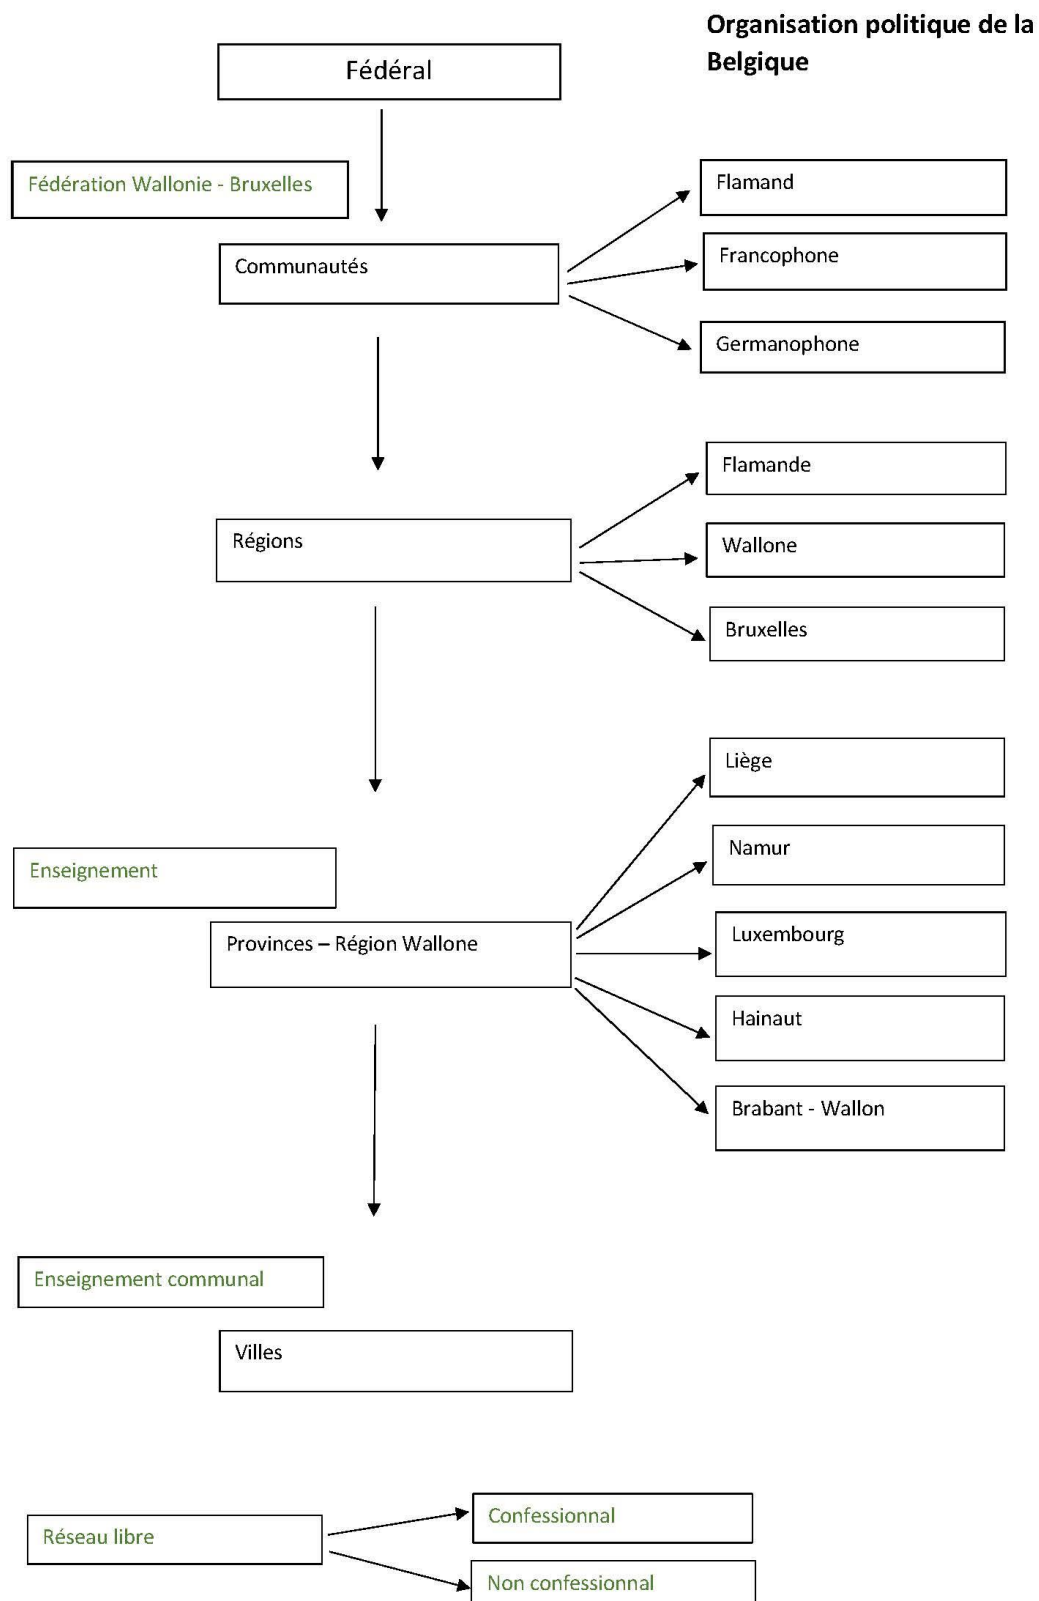 Organisation politique de la
Belgique
Fédéral
Fédération Wallonie - Bruxelles
Communautés
Flamand
Francophone
Germanophone
Régions
Flamande
Wallone
Bruxelles
Enseignement
Provinces – Région Wallone
Liège
Namur
Luxembourg
Hainaut
Brabant - Wallon
Enseignement communal
Villes
Réseau libre
Confessionnal
Non confessionnal